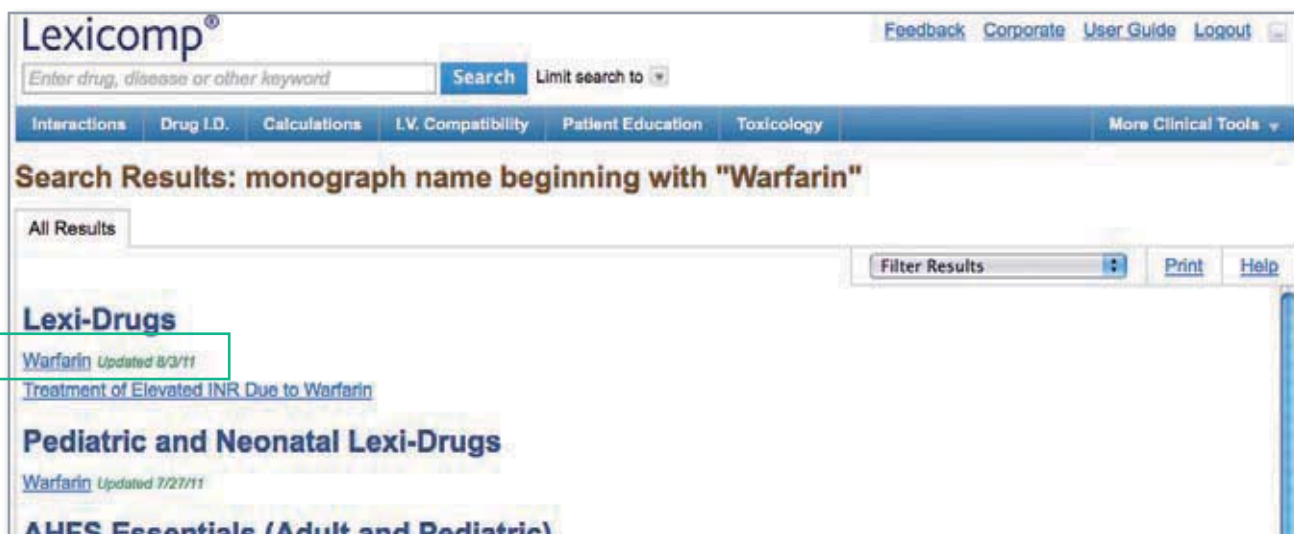 Lexicomp®
Feedback Corporate User Guide Logout
Enter drug, disease or other keyword Search Limit search to
Interactions Drug I.D. Calculations I.V. Compatibility Patient Education Toxicology More Clinical Tools
Search Results: monograph name beginning with "Warfarin"
All Results
Filter Results Print Help
Lexi-Drugs
Warfarin Updated 8/3/11
Treatment of Elevated INR Due to Warfarin
Pediatric and Neonatal Lexi-Drugs
Warfarin Updated 7/27/11
AHFS Essentials (Adult and Pediatric)